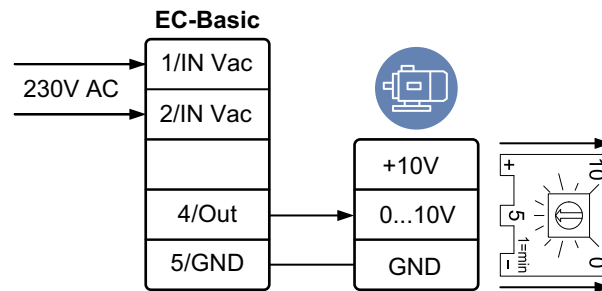 EC-Basic
1/IN Vac
230V AC
2/IN Vac
4/Out
5/GND
+10V
0...10V
GND
+ 10
5
1=min
- 0